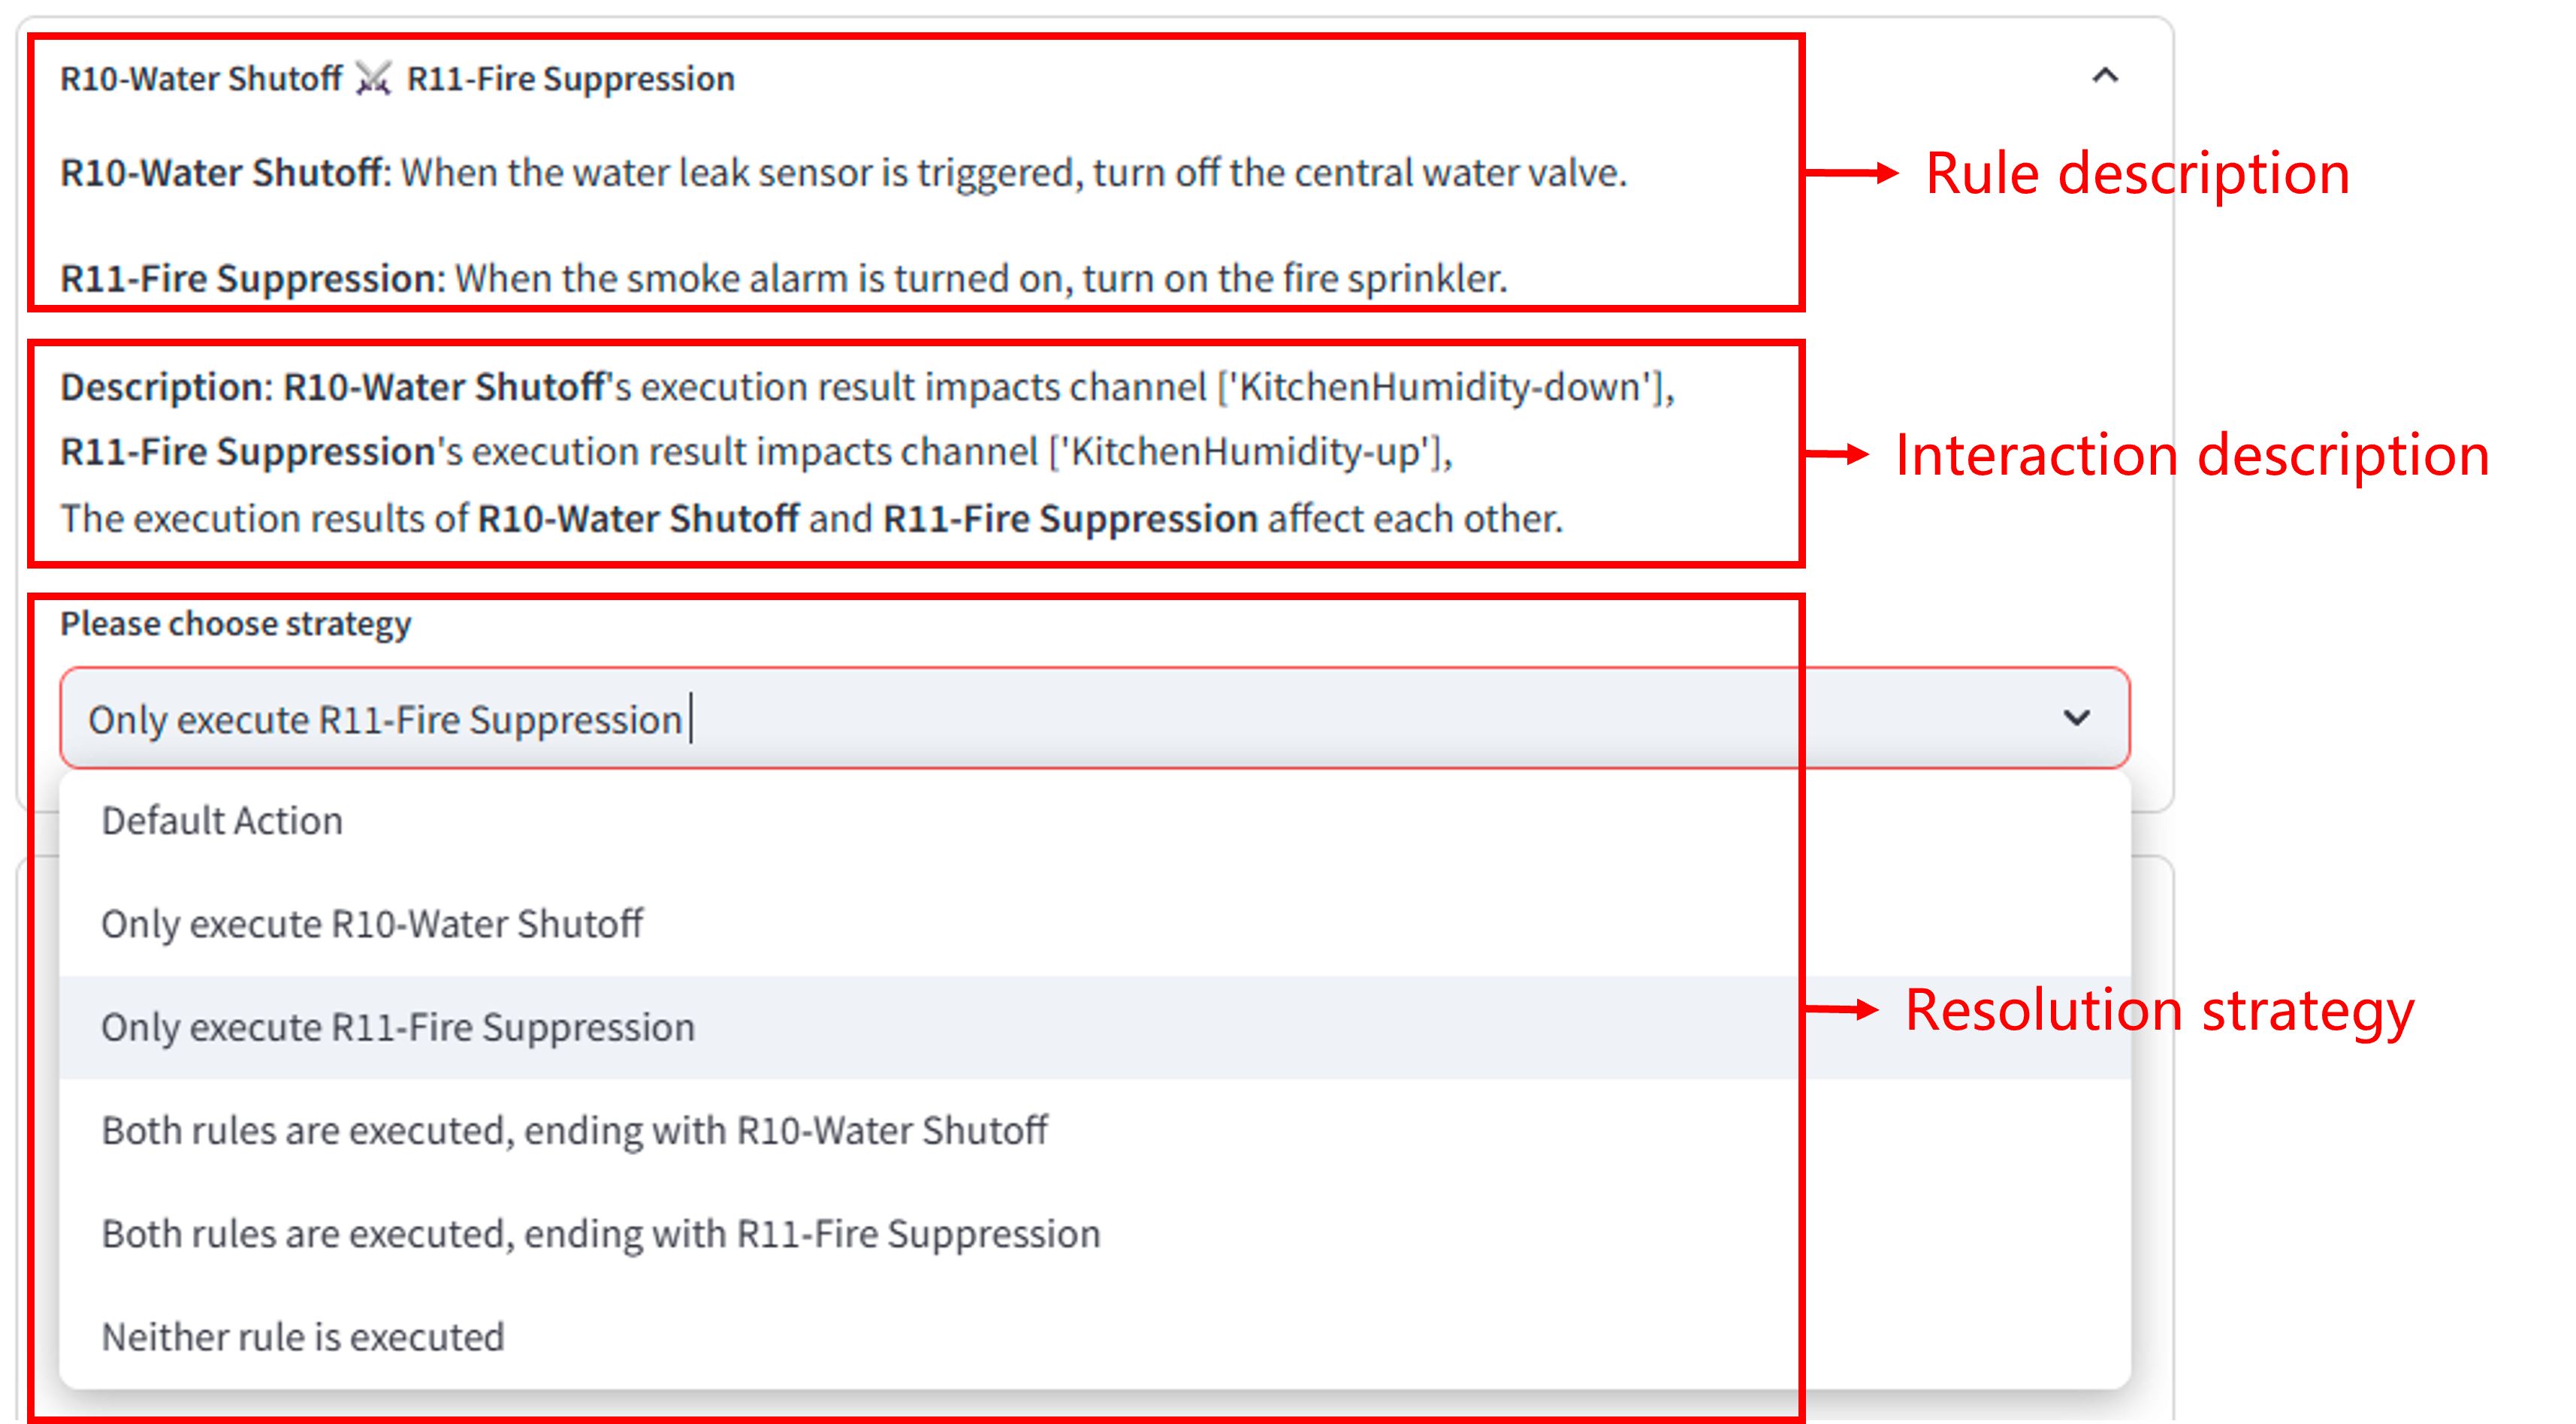 R10-Water Shutoff ⚔ R11-Fire Suppression
R10-Water Shutoff: When the water leak sensor is triggered, turn off the central water valve.
Rule description
R11-Fire Suppression: When the smoke alarm is turned on, turn on the fire sprinkler.
Description: R10-Water Shutoff's execution result impacts channel ['KitchenHumidity-down'],
R11-Fire Suppression's execution result impacts channel ['KitchenHumidity-up'],
Interaction description
The execution results of R10-Water Shutoff and R11-Fire Suppression affect each other.
Please choose strategy
Only execute R11-Fire Suppression
Default Action
Only execute R10-Water Shutoff
Only execute R11-Fire Suppression
Resolution strategy
Both rules are executed, ending with R10-Water Shutoff
Both rules are executed, ending with R11-Fire Suppression
Neither rule is executed